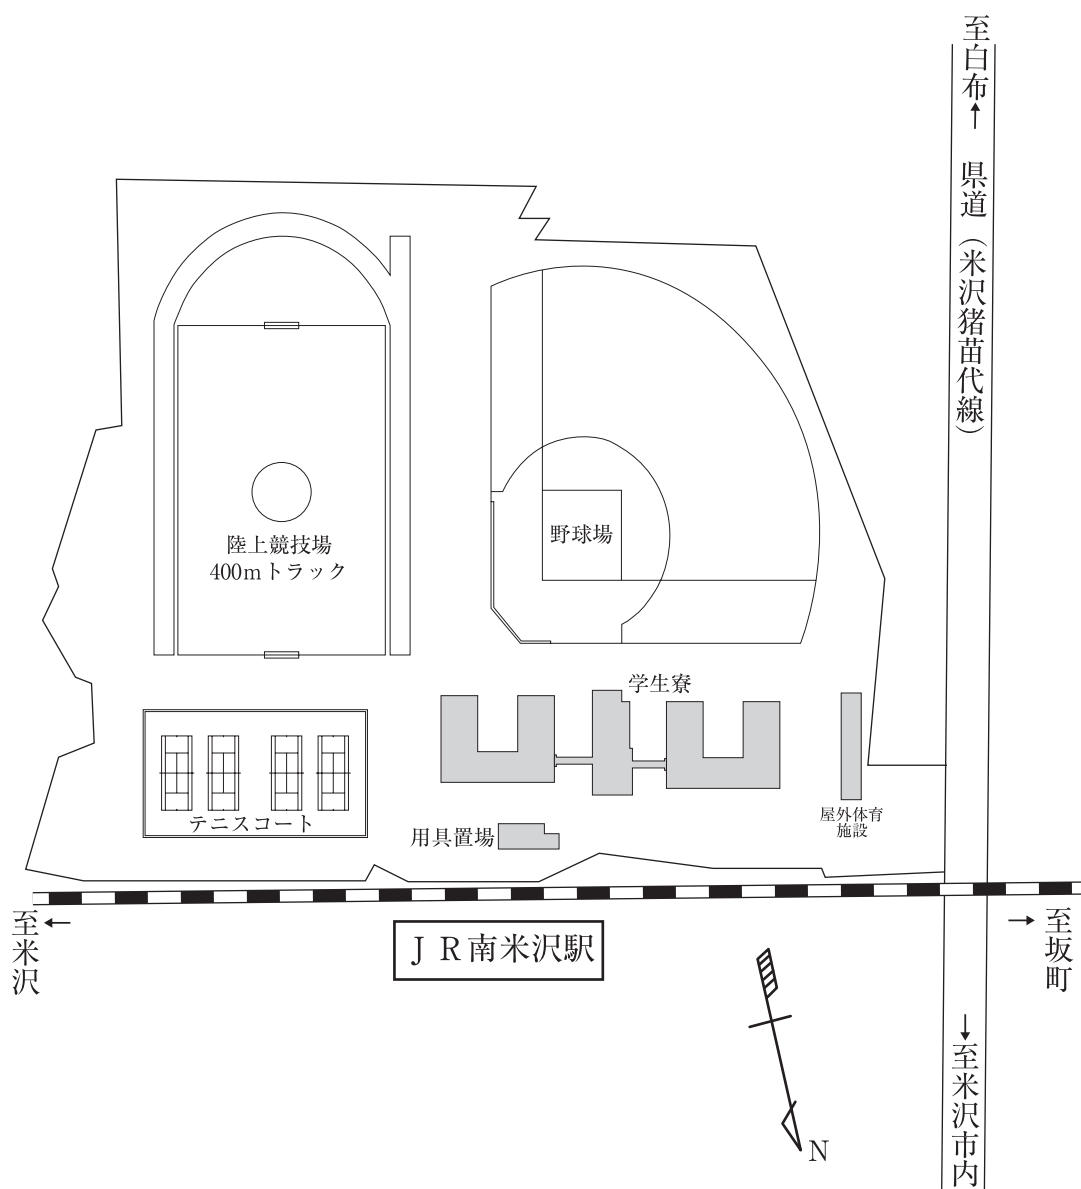 至白布
県道（米沢猪苗代線）
陸上競技場
400mトラック
野球場
学生寮
テニスコート
用具置場
屋外体育
施設
至米沢
ＪＲ南米沢駅
至坂町
至米沢市内
N